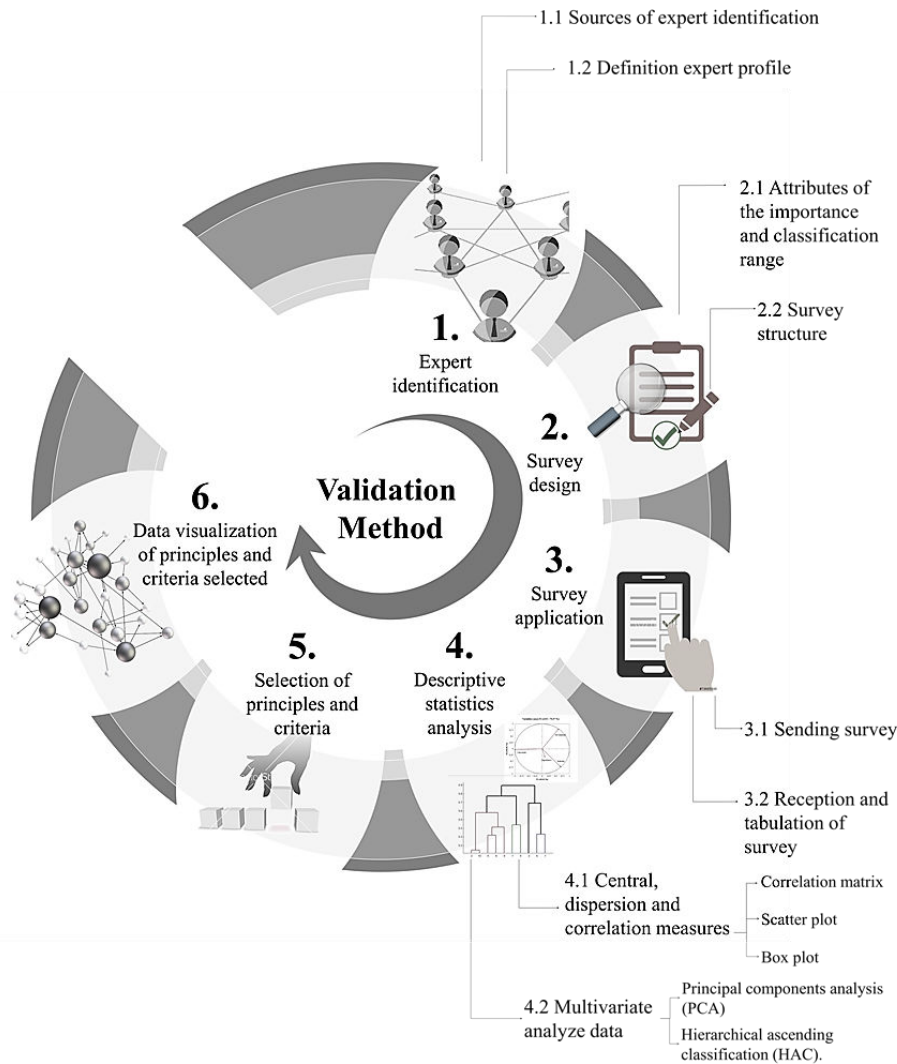 1.1 Sources of expert identification
1.2 Definition expert profile
2.1 Attributes of
the importance
and classification
range
2.2 Survey
structure
1.
Expert
identification
2.
Survey
design
Validation
Method
3.
Survey
application
6.
Data visualization
of principles and
criteria selected
5.
Selection of
principles and
criteria
4.
Descriptive
statistics
analysis
3.1 Sending survey
3.2 Reception and
tabulation of
survey
4.1 Central,
dispersion and
correlation measures
Correlation matrix
Scatter plot
Box plot
4.2 Multivariate
analyze data
Principal components analysis
(PCA)
Hierarchical ascending
classification (HAC).